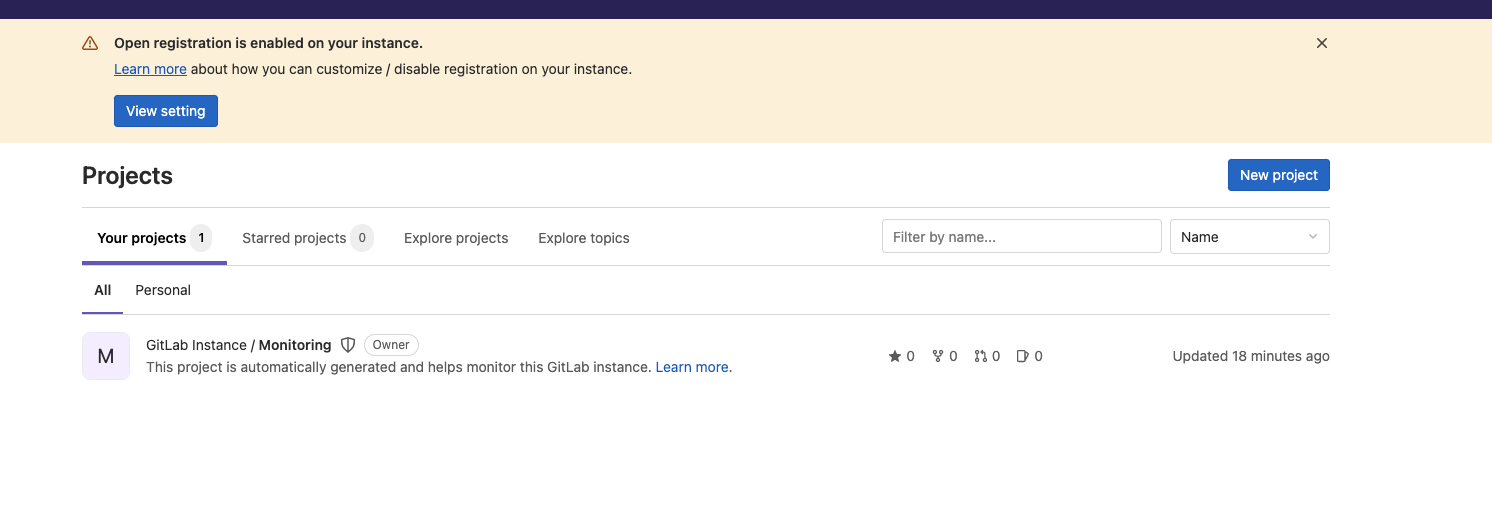 Open registration is enabled on your instance.
Learn more about how you can customize / disable registration on your instance.
View setting
Projects
New project
Your projects 1 Starred projects 0 Explore projects Explore topics Filter by name... Name
All Personal
M
GitLab Instance / Monitoring Owner
This project is automatically generated and helps monitor this GitLab instance. Learn more.
0 0 0 0 Updated 18 minutes ago